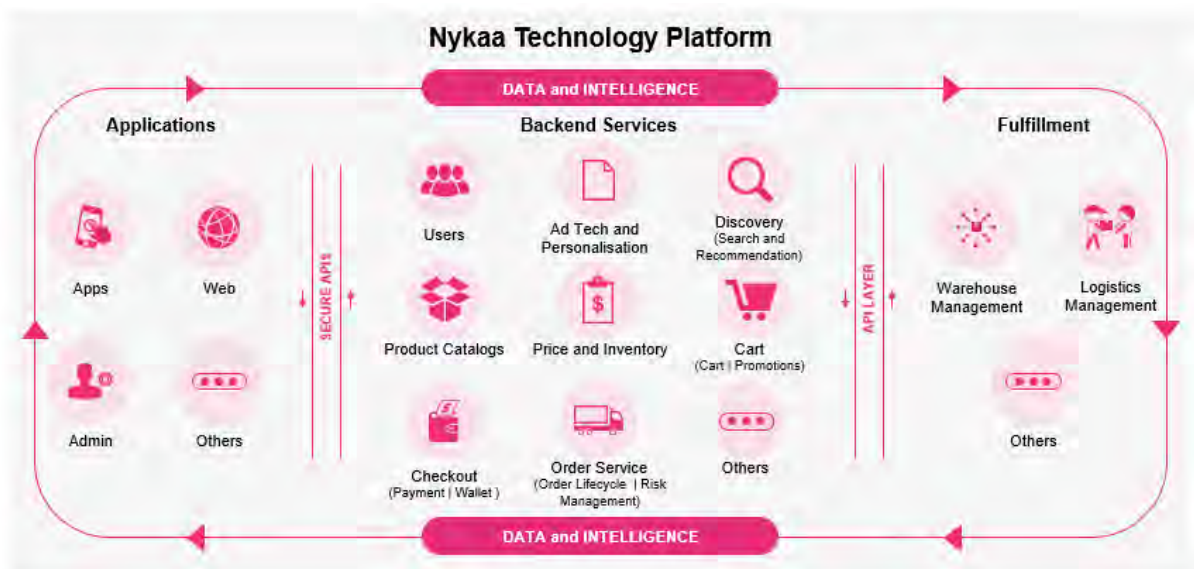 Nykaa Technology Platform
DATA and INTELLIGENCE
Applications
Backend Services
Fulfillment
Apps
Web
Admin
Others
SECURE APIS
Users
Ad Tech and
Personalisation
Discovery
(Search and
Recommendation)
Product Catalogs
Price and Inventory
Cart
(Cart | Promotions)
Checkout
(Payment | Wallet )
Order Service
(Order Lifecycle | Risk
Management)
Others
API LAYER
Warehouse
Management
Logistics
Management
Others
DATA and INTELLIGENCE